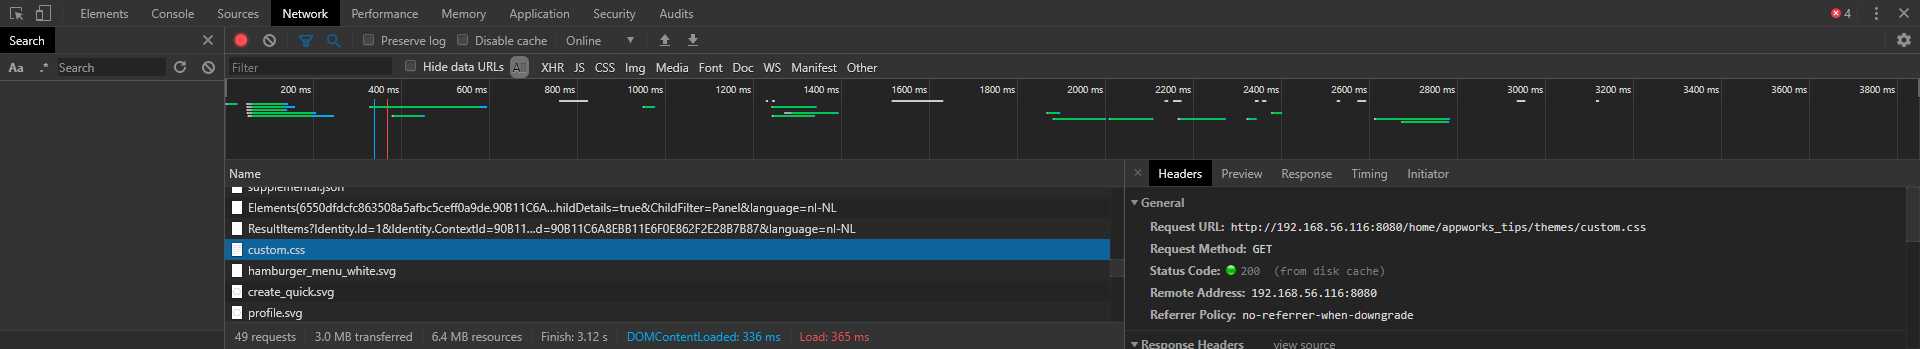 Elements Console Sources Network Performance Memory Application Security Audits 4
Search
Preserve log Disable cache Online
Aa .* Search
Filter Hide data URLs All XHR JS CSS Img Media Font Doc WS Manifest Other
200 ms 400 ms 600 ms 800 ms 1000 ms 1200 ms 1400 ms 1600 ms 1800 ms 2000 ms 2200 ms 2400 ms 2600 ms 2800 ms 3000 ms 3200 ms 3400 ms 3600 ms 3800 ms
Name
supplemental.json
Elements(6550dfdcfc863508a5afbc5ceff0a9de.90B11C6A...hildDetails=true&ChildFilter=Panel&language=nl-NL
ResultItems?Identity.Id=1&Identity.ContextId=90B11...d=90B11C6A8EBB11E6F0E862F2E28B7B87&language=nl-NL
custom.css
hamburger_menu_white.svg
create_quick.svg
profile.svg
49 requests 3.0 MB transferred 6.4 MB resources Finish: 3.12 s DOMContentLoaded: 336 ms Load: 365 ms
Headers Preview Response Timing Initiator
General
Request URL: http://192.168.56.116:8080/home/appworks_tips/themes/custom.css
Request Method: GET
Status Code: 200 (from disk cache)
Remote Address: 192.168.56.116:8080
Referrer Policy: no-referrer-when-downgrade
Response Headers view source